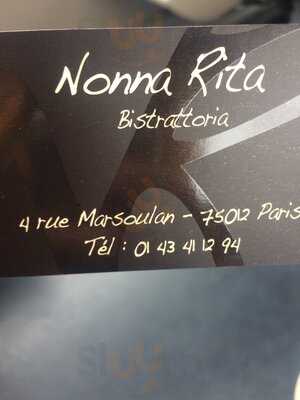 Nonna Rita
Bistrattoria
4 rue Marsoulan - 75012 Paris
Tél : 01 43 41 12 94